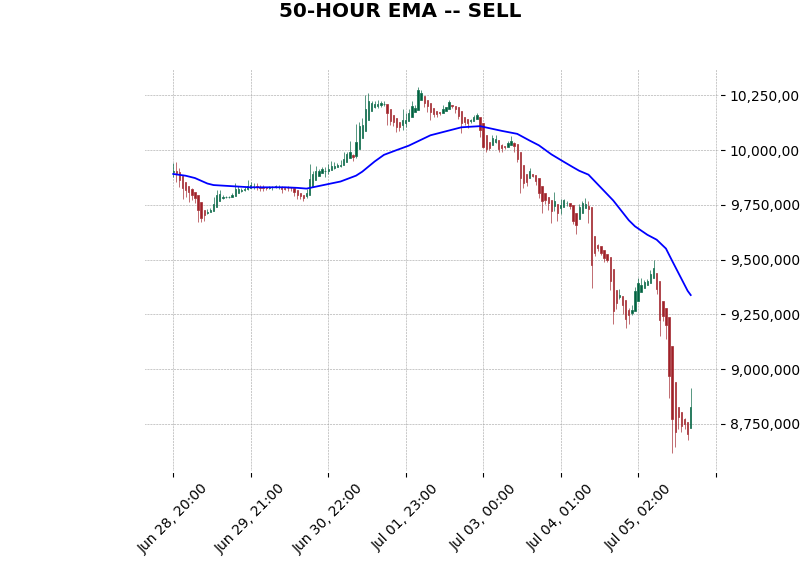 50-HOUR EMA -- SELL
10,250,00
10,000,00
9,750,000
9,500,000
9,250,000
9,000,000
8,750,000
Jun 28, 20:00
Jun 29, 21:00
Jun 30, 22:00
Jul 01, 23:00
Jul 03, 00:00
Jul 04, 01:00
Jul 05, 02:00